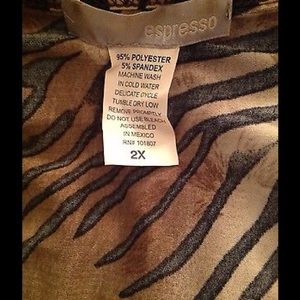 espresso
95% POLYESTER
5% SPANDEX
MACHINE WASH
IN COLD WATER
DELICATE CYCLE
TUMBLE DRY LOW
REMOVE PROMPTLY
DO NOT USE BLEACH
ASSEMBLED
IN MEXICO
RN# 101807
2X